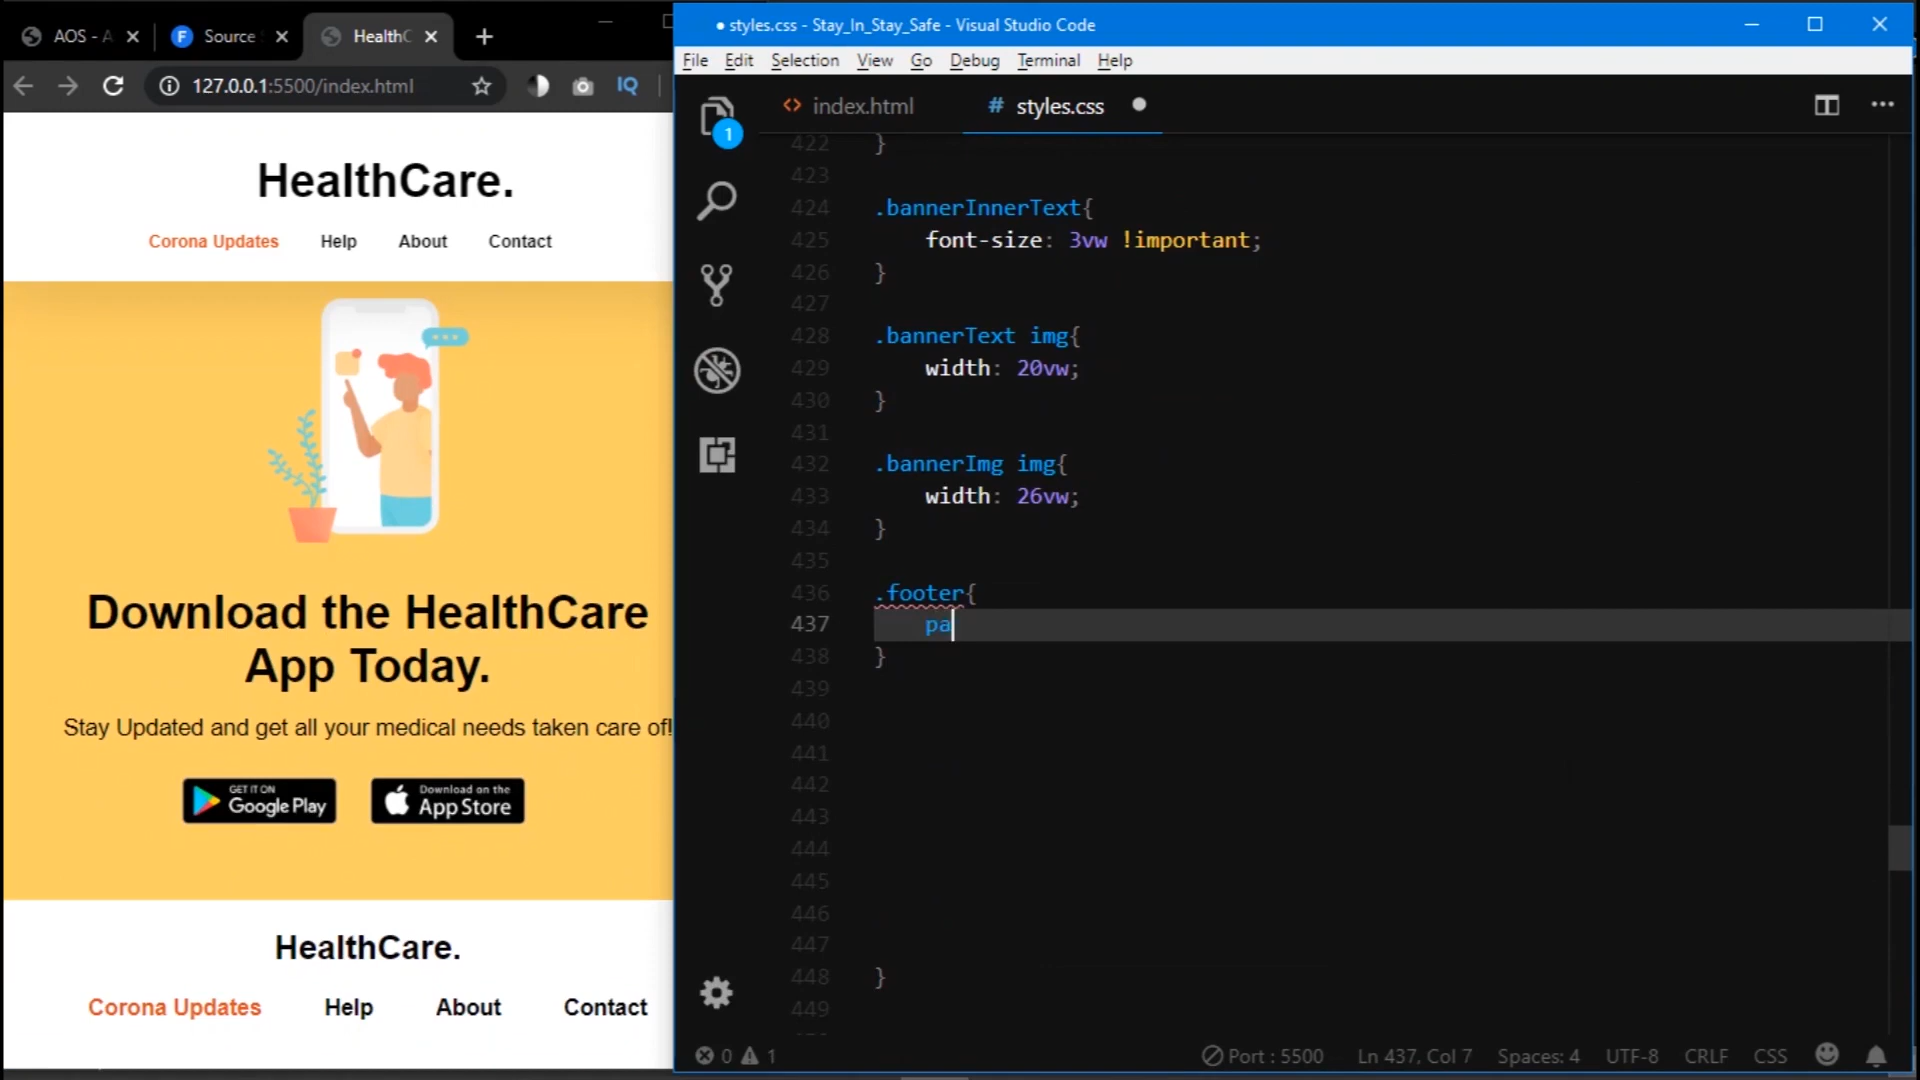 AOS - A
Source
HealthC
127.0.0.1:5500/index.html
IQ
HealthCare.
Corona Updates Help About Contact
Download the HealthCare
App Today.
Stay Updated and get all your medical needs taken care of!
GET IT ON
Google Play
Download on the
App Store
HealthCare.
Corona Updates Help About Contact
● styles.css - Stay_In_Stay_Safe - Visual Studio Code
File Edit Selection View Go Debug Terminal Help
1
<> index.html
# styles.css ●
422 }
423
424 .bannerInnerText{
425 font-size: 3vw !important;
426 }
427
428 .bannerText img{
429 width: 20vw;
430 }
431
432 .bannerImg img{
433 width: 26vw;
434 }
435
436 .footer{
437 pa
438 }
439
440
441
442
443
444
445
446
447
448 }
449
0 1 Port : 5500 Ln 437, Col 7 Spaces: 4 UTF-8 CRLF CSS